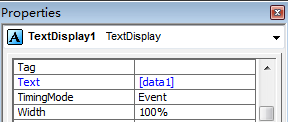 Properties
A TextDisplay1 TextDisplay
Tag
Text [data1]
TimingMode Event
Width 100%